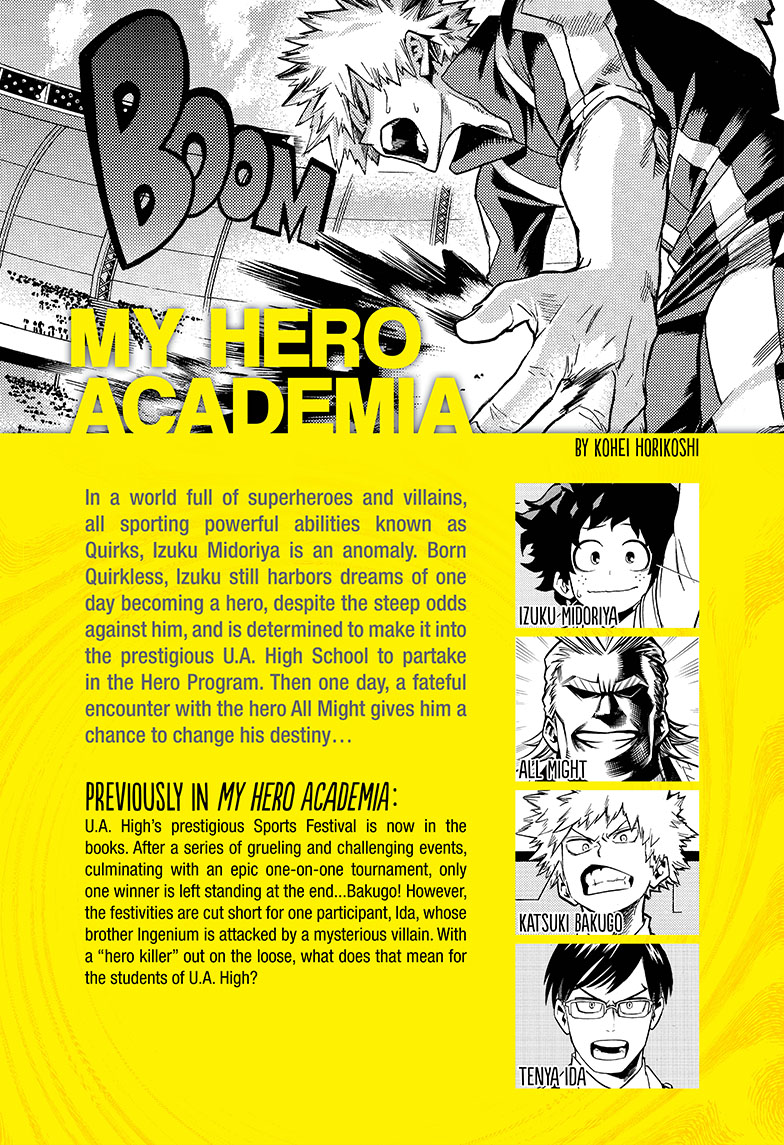 BOOM
MY HERO
ACADEMIA
BY KOHEI HORIKOSHI
In a world full of superheroes and villains,
all sporting powerful abilities known as
Quirks, Izuku Midoriya is an anomaly. Born
Quirkless, Izuku still harbors dreams of one
day becoming a hero, despite the steep odds
against him, and is determined to make it into
the prestigious U.A. High School to partake
in the Hero Program. Then one day, a fateful
encounter with the hero All Might gives him a
chance to change his destiny…
PREVIOUSLY IN MY HERO ACADEMIA:
U.A. High’s prestigious Sports Festival is now in the
books. After a series of grueling and challenging events,
culminating with an epic one-on-one tournament, only
one winner is left standing at the end...Bakugo! However,
the festivities are cut short for one participant, Ida, whose
brother Ingenium is attacked by a mysterious villain. With
a “hero killer” out on the loose, what does that mean for
the students of U.A. High?
IZUKU MIDORIYA
ALL MIGHT
KATSUKI BAKUGO
TENYA IDA